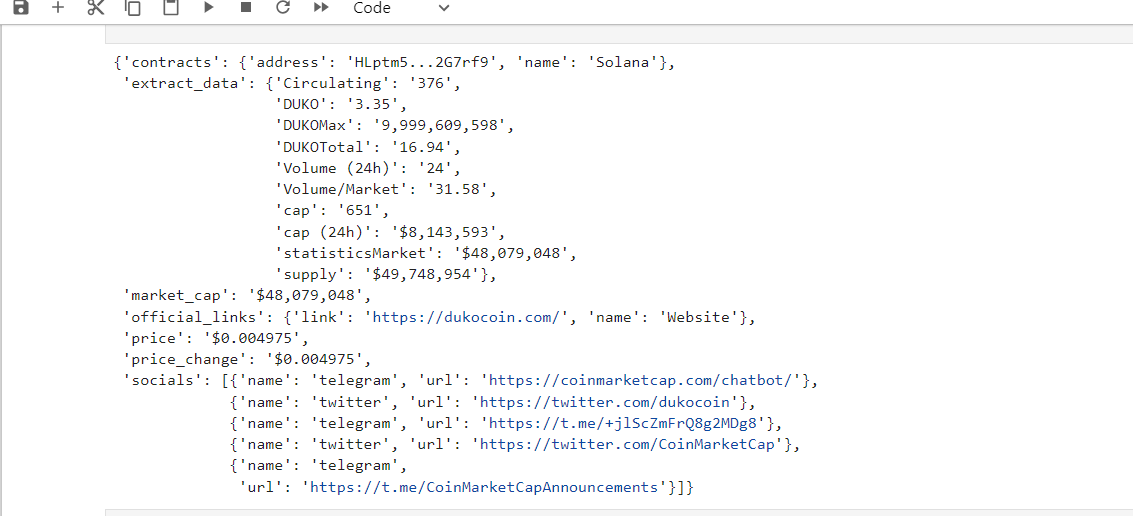 Code
{'contracts': {'address': 'HLptm5...2G7rf9', 'name': 'Solana'},
 'extract_data': {'Circulating': '376',
                  'DUKO': '3.35',
                  'DUKOMax': '9,999,609,598',
                  'DUKOTotal': '16.94',
                  'Volume (24h)': '24',
                  'Volume/Market': '31.58',
                  'cap': '651',
                  'cap (24h)': '$8,143,593',
                  'statisticsMarket': '$48,079,048',
                  'supply': '$49,748,954'},
 'market_cap': '$48,079,048',
 'official_links': {'link': 'https://dukocoin.com/', 'name': 'Website'},
 'price': '$0.004975',
 'price_change': '$0.004975',
 'socials': [{'name': 'telegram', 'url': 'https://coinmarketcap.com/chatbot/'},
             {'name': 'twitter', 'url': 'https://twitter.com/dukocoin'},
             {'name': 'telegram', 'url': 'https://t.me/+jlScZmFrQ8g2MDg8'},
             {'name': 'twitter', 'url': 'https://twitter.com/CoinMarketCap'},
             {'name': 'telegram',
              'url': 'https://t.me/CoinMarketCapAnnouncements'}]}